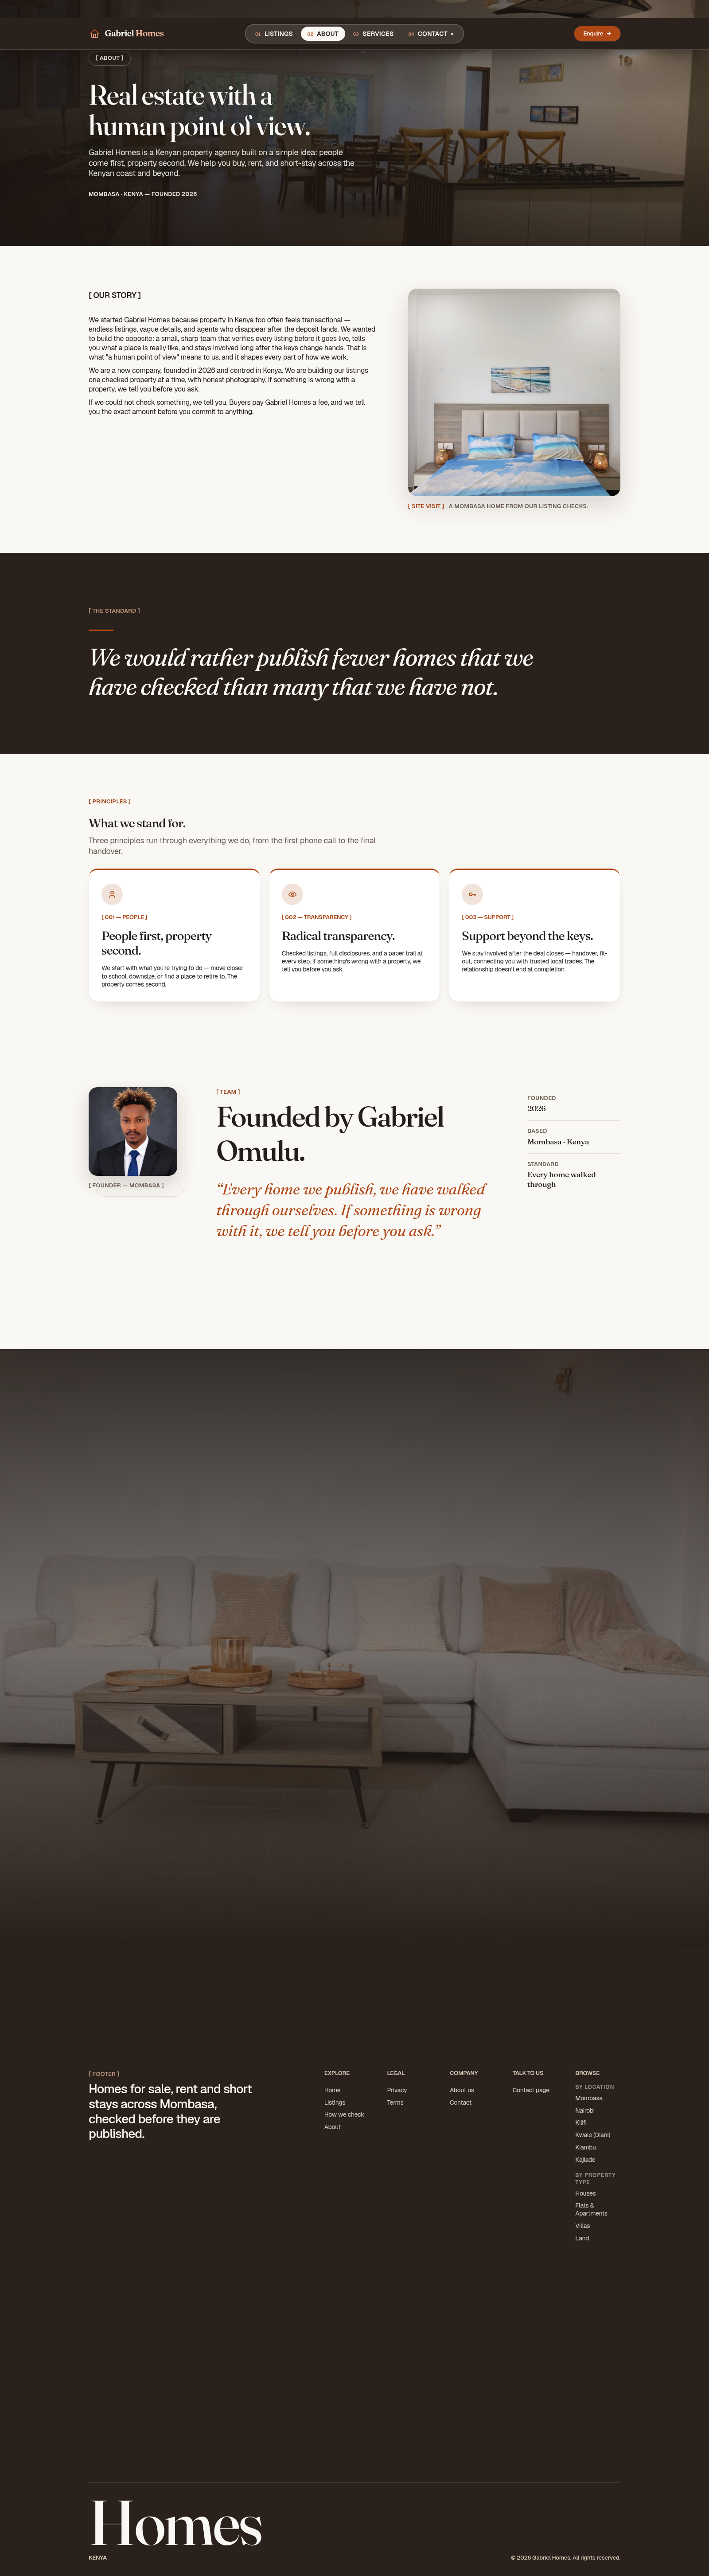 Gabriel Homes
01 LISTINGS
02 ABOUT
03 SERVICES
04 CONTACT ▾
Enquire →
[ ABOUT ]
Real estate with a
human point of view.
Gabriel Homes is a Kenyan property agency built on a simple idea: people
come first, property second. We help you buy, rent, and short-stay across the
Kenyan coast and beyond.
MOMBASA · KENYA — FOUNDED 2026
[ OUR STORY ]
We started Gabriel Homes because property in Kenya too often feels transactional —
endless listings, vague details, and agents who disappear after the deposit lands. We wanted
to build the opposite: a small, sharp team that verifies every listing before it goes live, tells
you what a place is really like, and stays involved long after the keys change hands. That is
what "a human point of view" means to us, and it shapes every part of how we work.
We are a new company, founded in 2026 and centred in Kenya. We are building our listings
one checked property at a time, with honest photography. If something is wrong with a
property, we tell you before you ask.
If we could not check something, we tell you. Buyers pay Gabriel Homes a fee, and we tell
you the exact amount before you commit to anything.
[ SITE VISIT ] A MOMBASA HOME FROM OUR LISTING CHECKS.
[ THE STANDARD ]
We would rather publish fewer homes that we
have checked than many that we have not.
[ PRINCIPLES ]
What we stand for.
Three principles run through everything we do, from the first phone call to the final
handover.
[ 001 — PEOPLE ]
People first, property
second.
We start with what you're trying to do — move closer
to school, downsize, or find a place to retire to. The
property comes second.
[ 002 — TRANSPARENCY ]
Radical transparency.
Checked listings, full disclosures, and a paper trail at
every step. If something's wrong with a property, we
tell you before you ask.
[ 003 — SUPPORT ]
Support beyond the keys.
We stay involved after the deal closes — handover, fit-
out, connecting you with trusted local trades. The
relationship doesn't end at completion.
[ FOUNDER — MOMBASA ]
[ TEAM ]
Founded by Gabriel
Omulu.
“Every home we publish, we have walked
through ourselves. If something is wrong
with it, we tell you before you ask.”
FOUNDED
2026
BASED
Mombasa · Kenya
STANDARD
Every home walked
through
[ FOOTER ]
Homes for sale, rent and short
stays across Mombasa,
checked before they are
published.
EXPLORE
Home
Listings
How we check
About
LEGAL
Privacy
Terms
COMPANY
About us
Contact
TALK TO US
Contact page
BROWSE
BY LOCATION
Mombasa
Nairobi
Kilifi
Kwale (Diani)
Kiambu
Kajiado
BY PROPERTY
TYPE
Houses
Flats &
Apartments
Villas
Land
Homes
KENYA
© 2026 Gabriel Homes. All rights reserved.